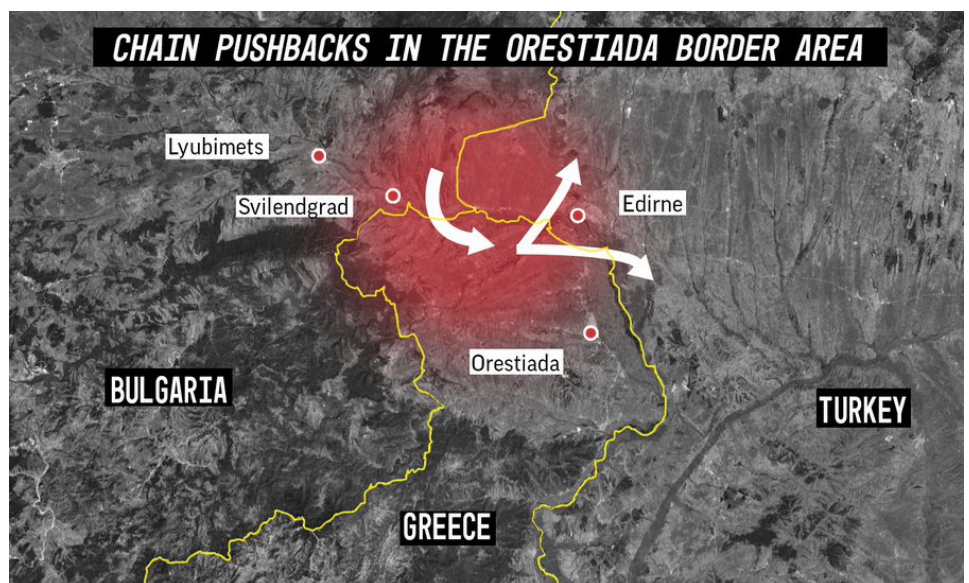 CHAIN PUSHBACKS IN THE ORESTIADA BORDER AREA
Lyubimets
Svilendgrad
Edirne
Orestiada
BULGARIA
TURKEY
GREECE